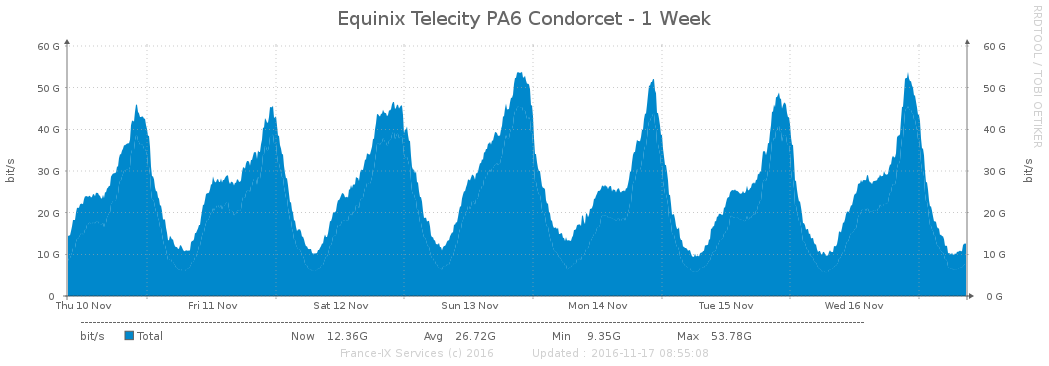 Equinix Telecity PA6 Condorcet - 1 Week
RRDTOOL / TOBI OETIKER
bit/s
60 G
50 G
40 G
30 G
20 G
10 G
0
60 G
50 G
40 G
30 G
20 G
10 G
0 G
bit/s
Thu 10 Nov Fri 11 Nov Sat 12 Nov Sun 13 Nov Mon 14 Nov Tue 15 Nov Wed 16 Nov
bit/s Total Now 12.36G Avg 26.72G Min 9.35G Max 53.78G
France-IX Services (c) 2016 Updated : 2016-11-17 08:55:08